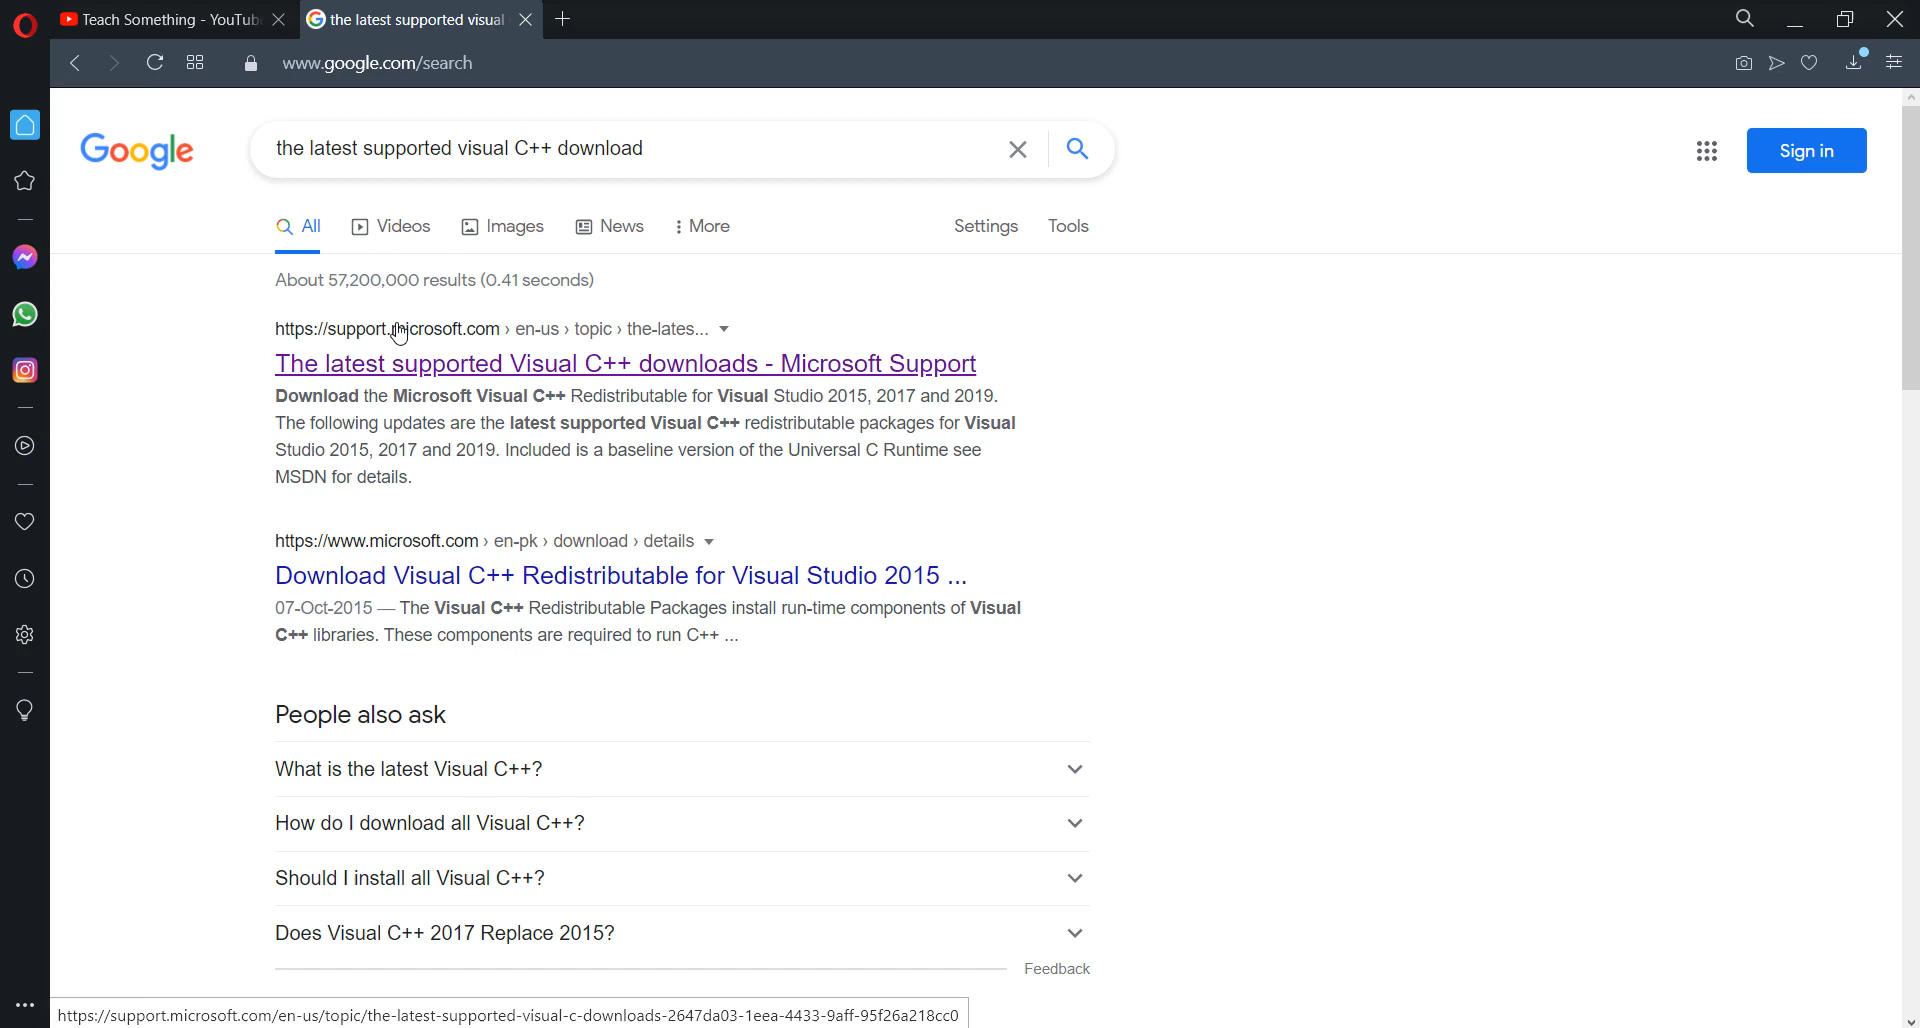 Teach Something - YouTub
the latest supported visual
www.google.com/search
Google
the latest supported visual C++ download
Sign in
All Videos Images News More Settings Tools
About 57,200,000 results (0.41 seconds)
https://support.microsoft.com › en-us › topic › the-lates...
The latest supported Visual C++ downloads - Microsoft Support
Download the Microsoft Visual C++ Redistributable for Visual Studio 2015, 2017 and 2019.
The following updates are the latest supported Visual C++ redistributable packages for Visual
Studio 2015, 2017 and 2019. Included is a baseline version of the Universal C Runtime see
MSDN for details.
https://www.microsoft.com › en-pk › download › details
Download Visual C++ Redistributable for Visual Studio 2015 ...
07-Oct-2015 — The Visual C++ Redistributable Packages install run-time components of Visual
C++ libraries. These components are required to run C++ ...
People also ask
What is the latest Visual C++?
How do I download all Visual C++?
Should I install all Visual C++?
Does Visual C++ 2017 Replace 2015?
Feedback
https://support.microsoft.com/en-us/topic/the-latest-supported-visual-c-downloads-2647da03-1eea-4433-9aff-95f26a218cc0